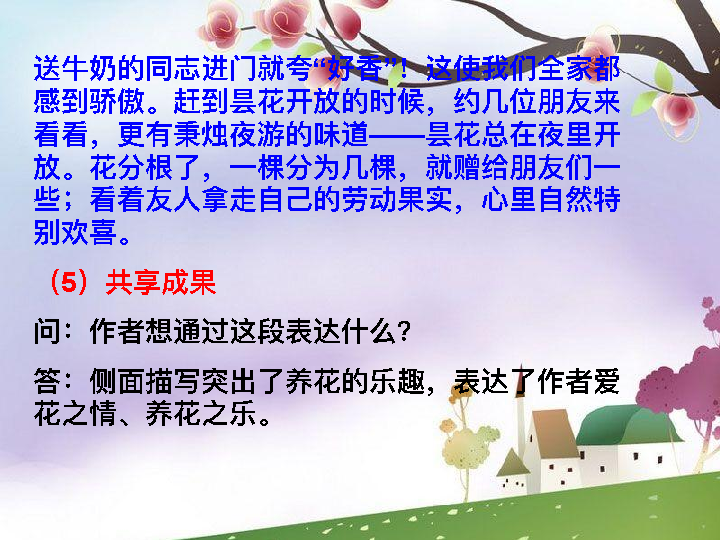 送牛奶的同志进门就夸“好香”！这使我们全家都
感到骄傲。赶到昙花开放的时候，约几位朋友来
看看，更有秉烛夜游的味道——昙花总在夜里开
放。花分根了，一棵分为几棵，就赠给朋友们一
些；看着友人拿走自己的劳动果实，心里自然特
别欢喜。
（5）共享成果
问：作者想通过这段表达什么？
答：侧面描写突出了养花的乐趣，表达了作者爱
花之情、养花之乐。